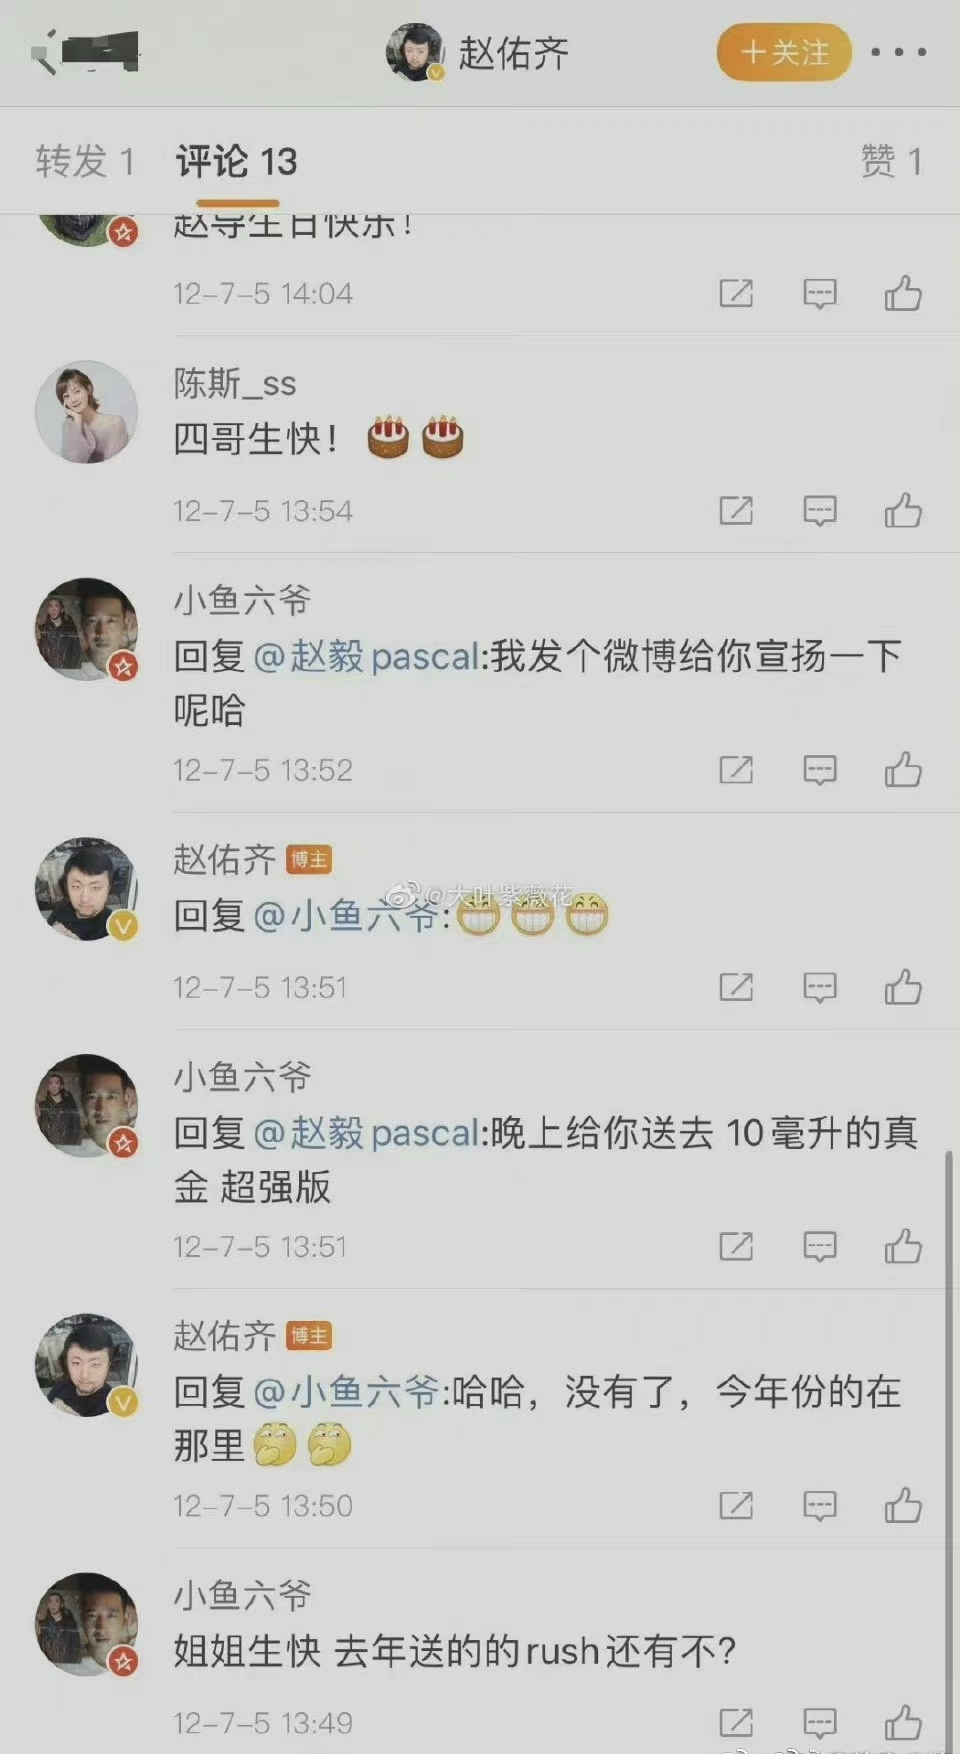 赵佑齐
+关注
转发 1
评论 13
赞 1
赵导生日快乐！
12-7-5 14:04
陈斯_ss
四哥生快！
12-7-5 13:54
小鱼六爷
回复@赵毅pascal:我发个微博给你宣扬一下
呢哈
12-7-5 13:52
赵佑齐 博主
回复@小鱼六爷:
@大叶紫薇花
12-7-5 13:51
小鱼六爷
回复@赵毅pascal:晚上给你送去 10毫升的真
金 超强版
12-7-5 13:51
赵佑齐 博主
回复@小鱼六爷:哈哈，没有了，今年份的在
那里
12-7-5 13:50
小鱼六爷
姐姐生快 去年送的的rush还有不?
12-7-5 13:49